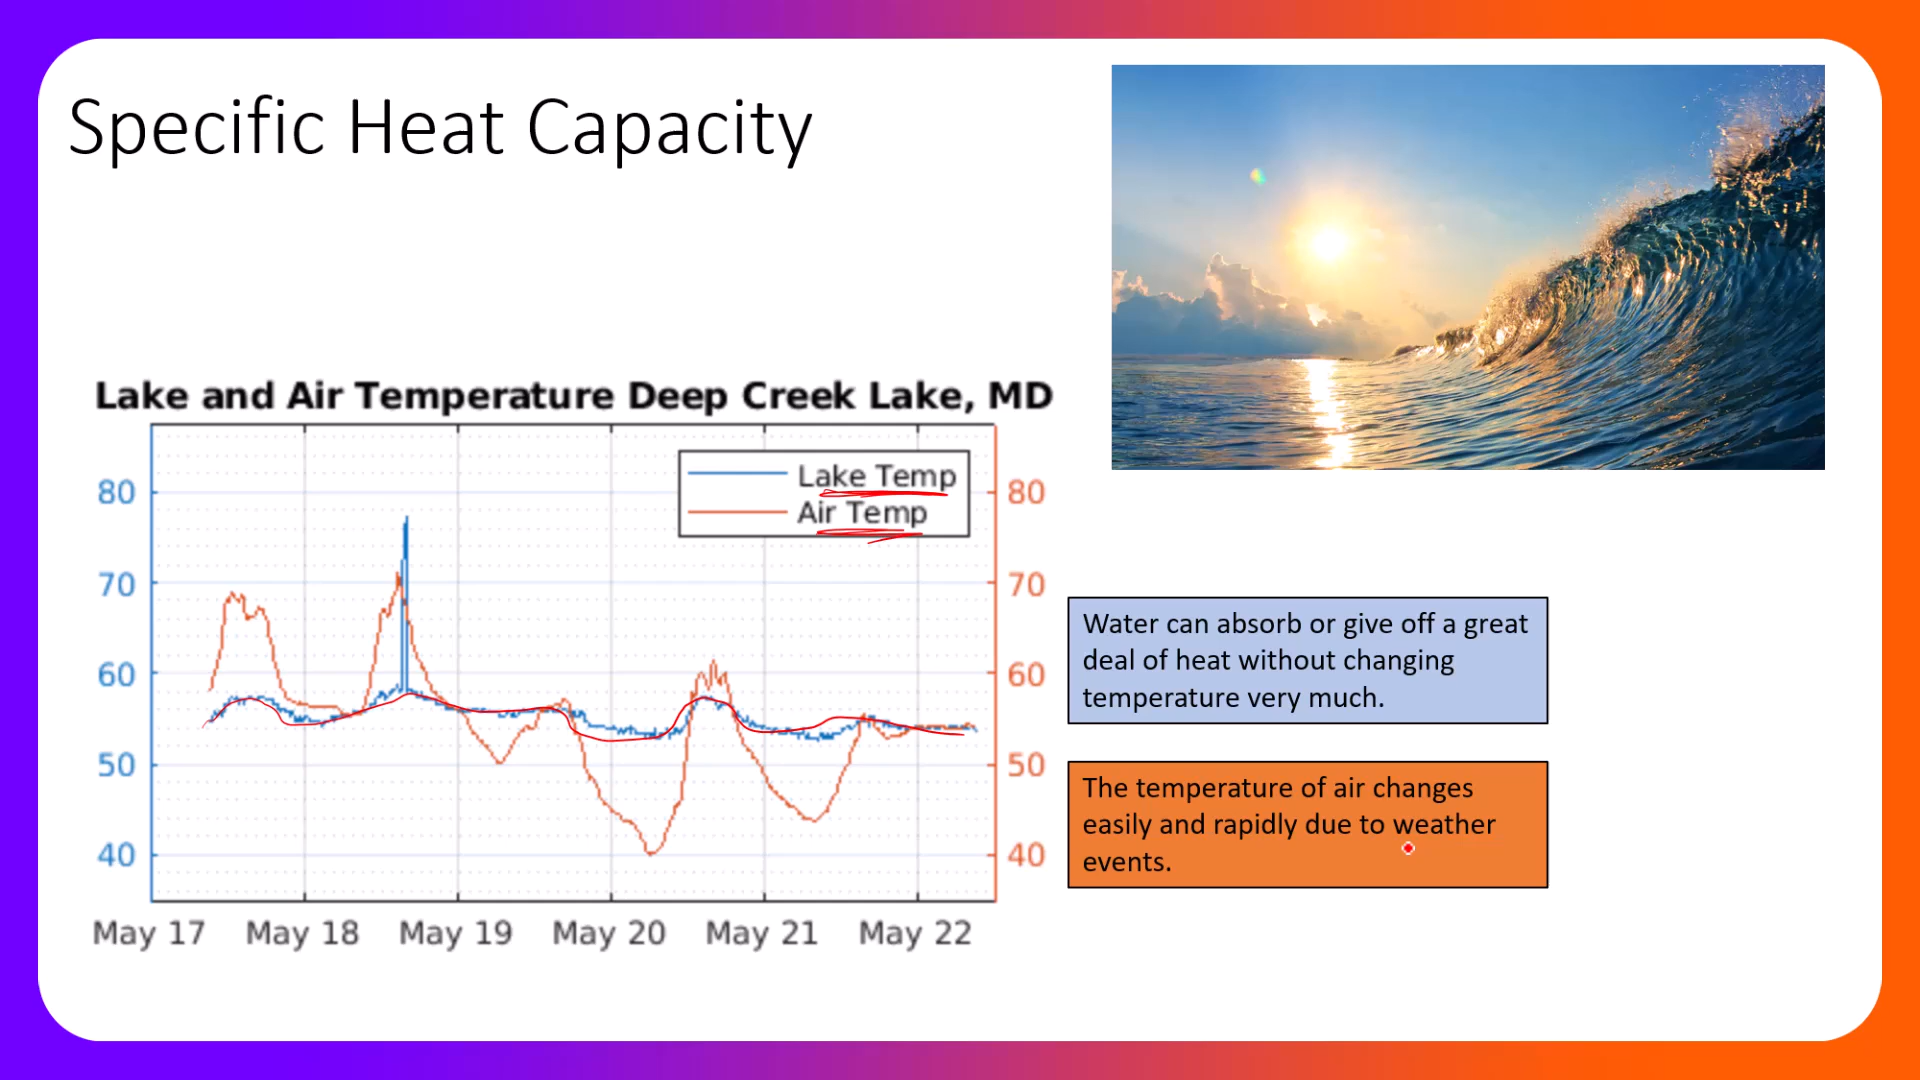 Specific Heat Capacity
Lake and Air Temperature Deep Creek Lake, MD
Lake Temp
Air Temp
80
70
60
50
40
80
70
60
50
40
May 17
May 18
May 19
May 20
May 21
May 22
Water can absorb or give off a great
deal of heat without changing
temperature very much.
The temperature of air changes
easily and rapidly due to weather
events.